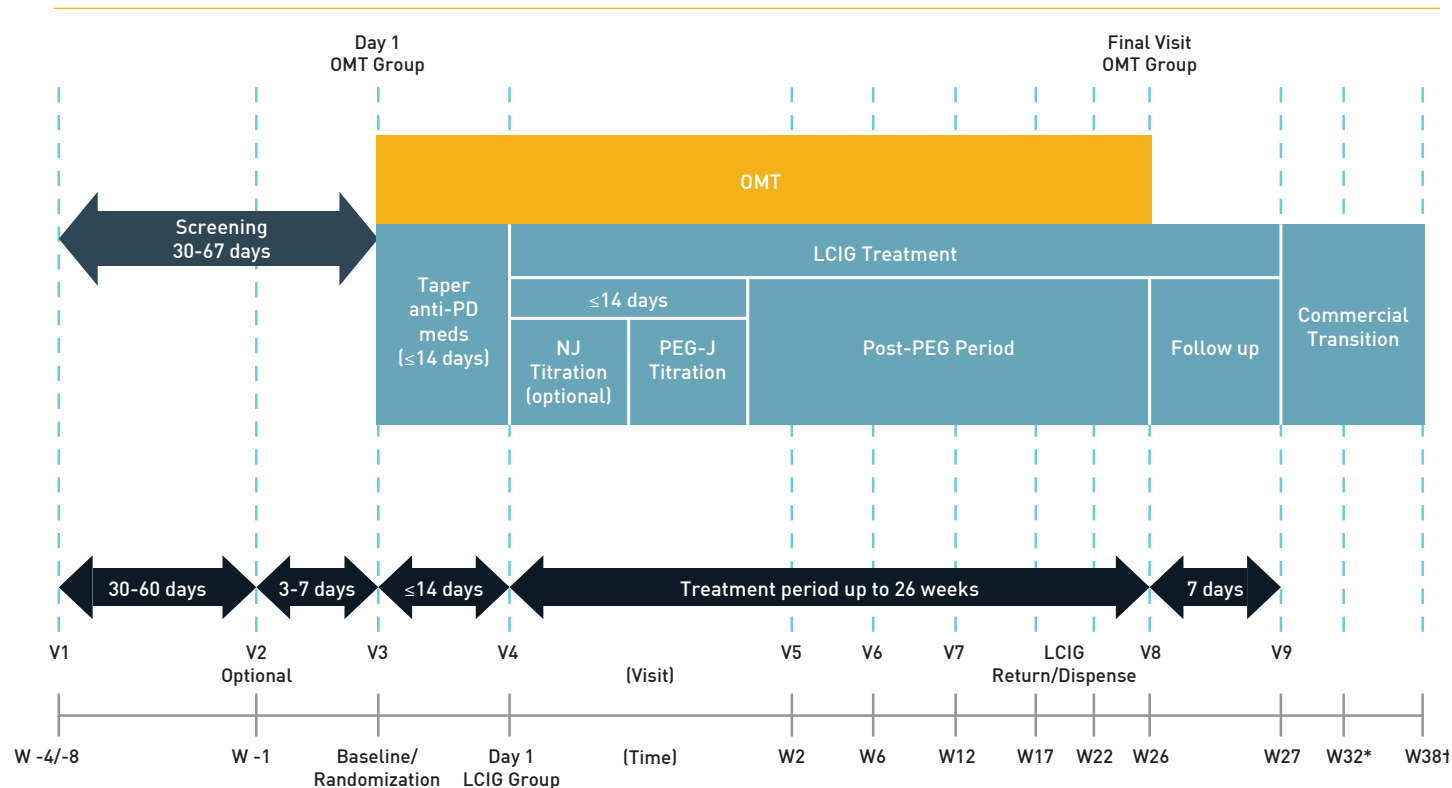 Day 1
OMT Group
Final Visit
OMT Group
OMT
Screening
30-67 days
LCIG Treatment
Taper
anti-PD
meds
(≤14 days)
≤14 days
NJ
Titration
(optional)
PEG-J
Titration
Post-PEG Period
Follow up
Commercial
Transition
30-60 days
3-7 days
≤14 days
Treatment period up to 26 weeks
7 days
V1
V2
Optional
V3
V4
(Visit)
V5
V6
V7
LCIG
Return/Dispense
V8
V9
W -4/-8
W -1
Baseline/
Randomization
Day 1
LCIG Group
(Time)
W2
W6
W12
W17
W22
W26
W27
W32*
W38†